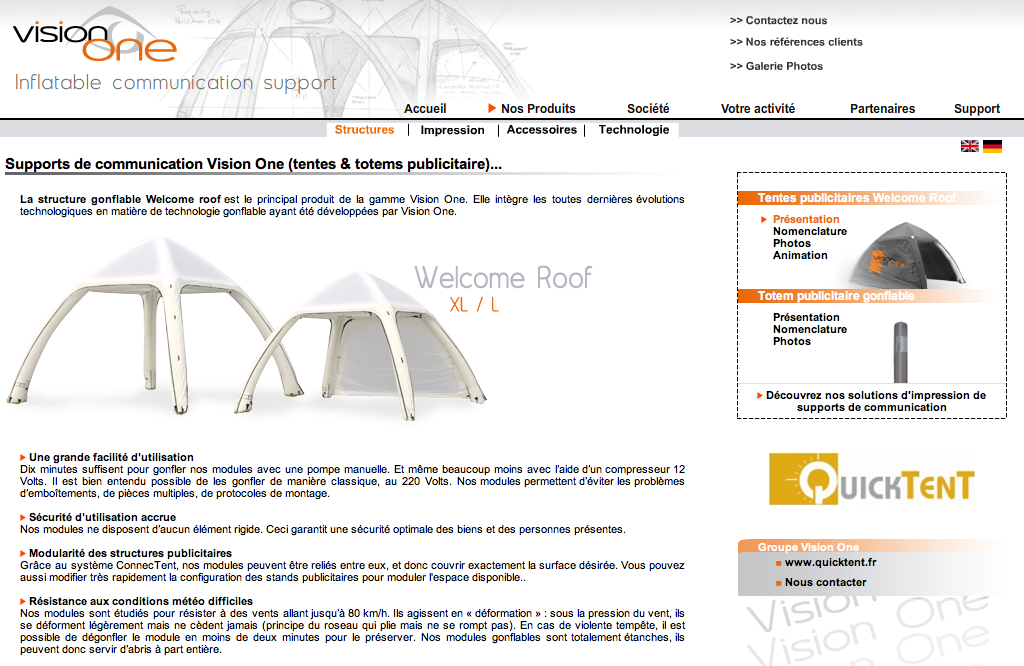 vision one
Inflatable communication support
>> Contactez nous
>> Nos références clients
>> Galerie Photos
Accueil
Nos Produits
Société
Votre activité
Partenaires
Support
Structures | Impression | Accessoires | Technologie
Supports de communication Vision One (tentes & totems publicitaire)...
La structure gonflable Welcome roof est le principal produit de la gamme Vision One. Elle intègre les toutes dernières évolutions
technologiques en matière de technologie gonflable ayant été développées par Vision One.
Welcome Roof
XL / L
Une grande facilité d'utilisation
Dix minutes suffisent pour gonfler nos modules avec une pompe manuelle. Et même beaucoup moins avec l'aide d'un compresseur 12
Volts. Il est bien entendu possible de les gonfler de manière classique, au 220 Volts. Nos modules permettent d'éviter les problèmes
d'emboîtements, de pièces multiples, de protocoles de montage.
Sécurité d'utilisation accrue
Nos modules ne disposent d'aucun élément rigide. Ceci garantit une sécurité optimale des biens et des personnes présentes.
Modularité des structures publicitaires
Grâce au système ConnecTent, nos modules peuvent être reliés entre eux, et donc couvrir exactement la surface désirée. Vous pouvez
aussi modifier très rapidement la configuration des stands publicitaires pour moduler l'espace disponible..
Résistance aux conditions météo difficiles
Nos modules sont étudiés pour résister à des vents allant jusqu'à 80 km/h. Ils agissent en « déformation » : sous la pression du vent, ils
se déforment légèrement mais ne cèdent jamais (principe du roseau qui plie mais ne se rompt pas). En cas de violente tempête, il est
possible de dégonfler le module en moins de deux minutes pour le préserver. Nos modules gonflables sont totalement étanches, ils
peuvent donc servir d'abris à part entière.
Tentes publicitaires Welcome Roof
Présentation
Nomenclature
Photos
Animation
vision one
Totem publicitaire gonflable
Présentation
Nomenclature
Photos
Découvrez nos solutions d'impression de
supports de communication
QUICKTENT
Groupe Vision One
www.quicktent.fr
Nous contacter
Vision One
Vision One